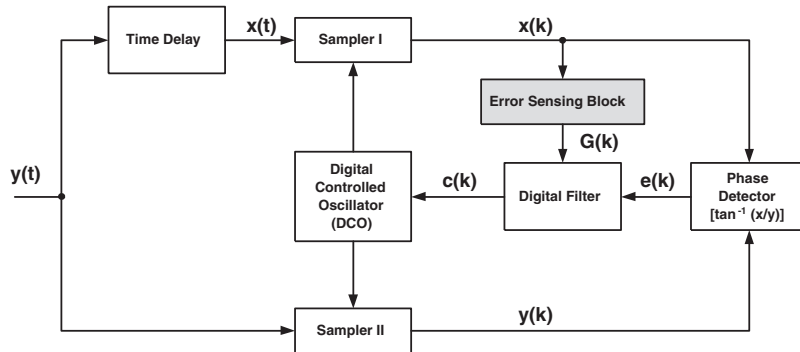 Time Delay
x(t)
Sampler I
x(k)
Error Sensing Block
G(k)
y(t)
Digital
Controlled
Oscillator
(DCO)
c(k)
Digital Filter
e(k)
Phase
Detector
[tan⁻¹ (x/y)]
Sampler II
y(k)